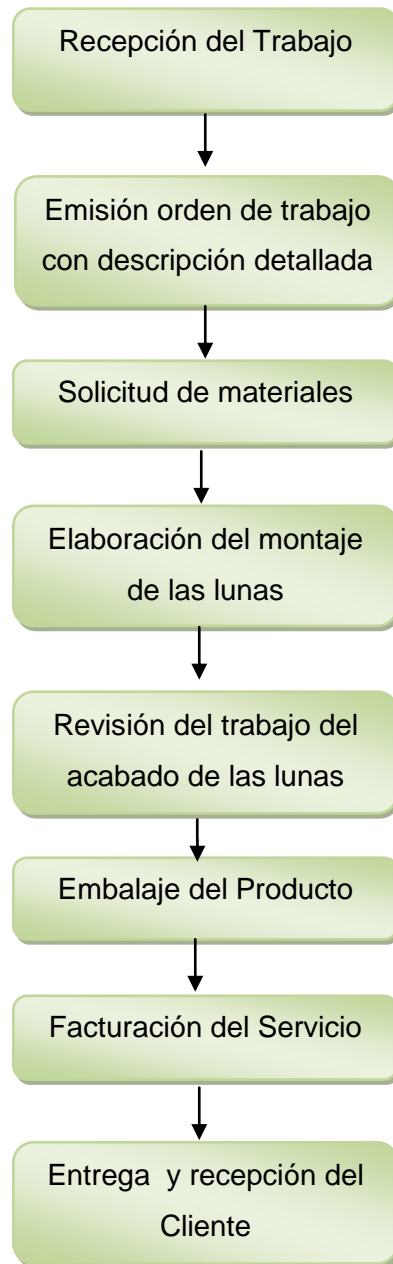 Recepción del Trabajo
Emisión orden de trabajo
con descripción detallada
Solicitud de materiales
Elaboración del montaje
de las lunas
Revisión del trabajo del
acabado de las lunas
Embalaje del Producto
Facturación del Servicio
Entrega  y recepción del
Cliente